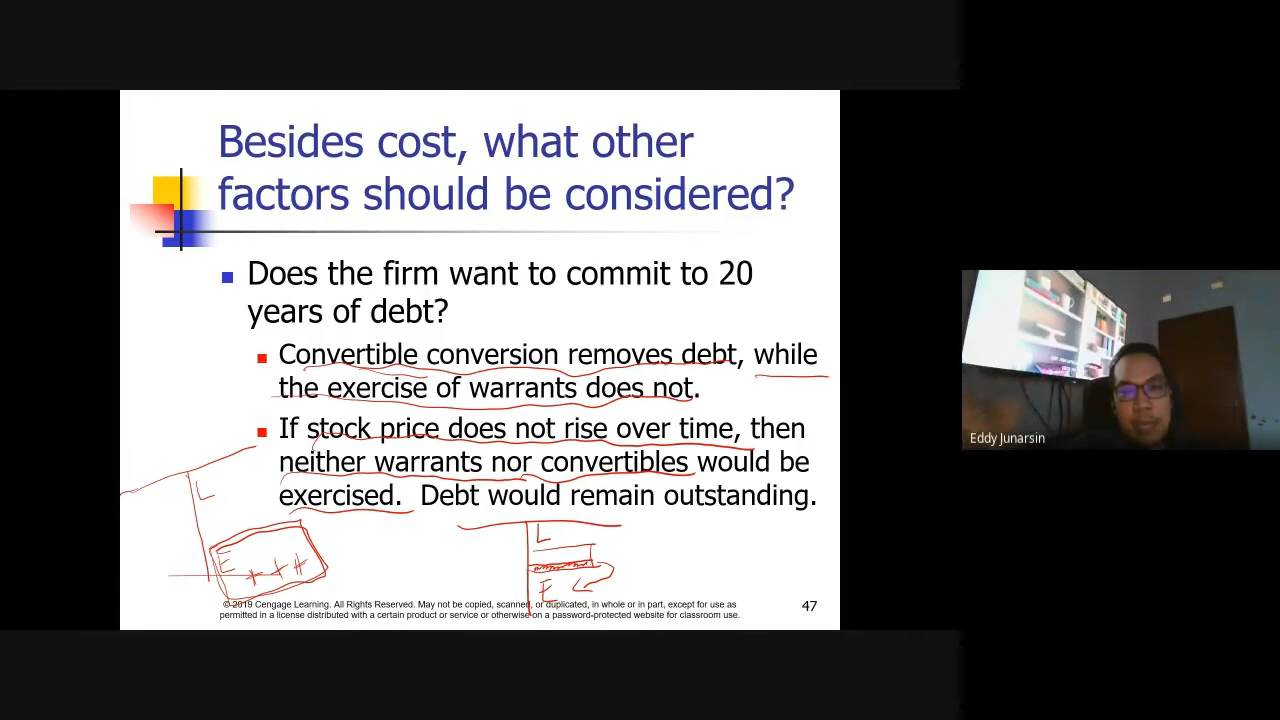 Besides cost, what other
factors should be considered?
Does the firm want to commit to 20
years of debt?
Convertible conversion removes debt, while
the exercise of warrants does not.
If stock price does not rise over time, then
neither warrants nor convertibles would be
exercised. Debt would remain outstanding.
L
E
L
E
© 2019 Cengage Learning. All Rights Reserved. May not be copied, scanned, or duplicated, in whole or in part, except for use as
permitted in a license distributed with a certain product or service or otherwise on a password-protected website for classroom use.
47
Eddy Junarsin